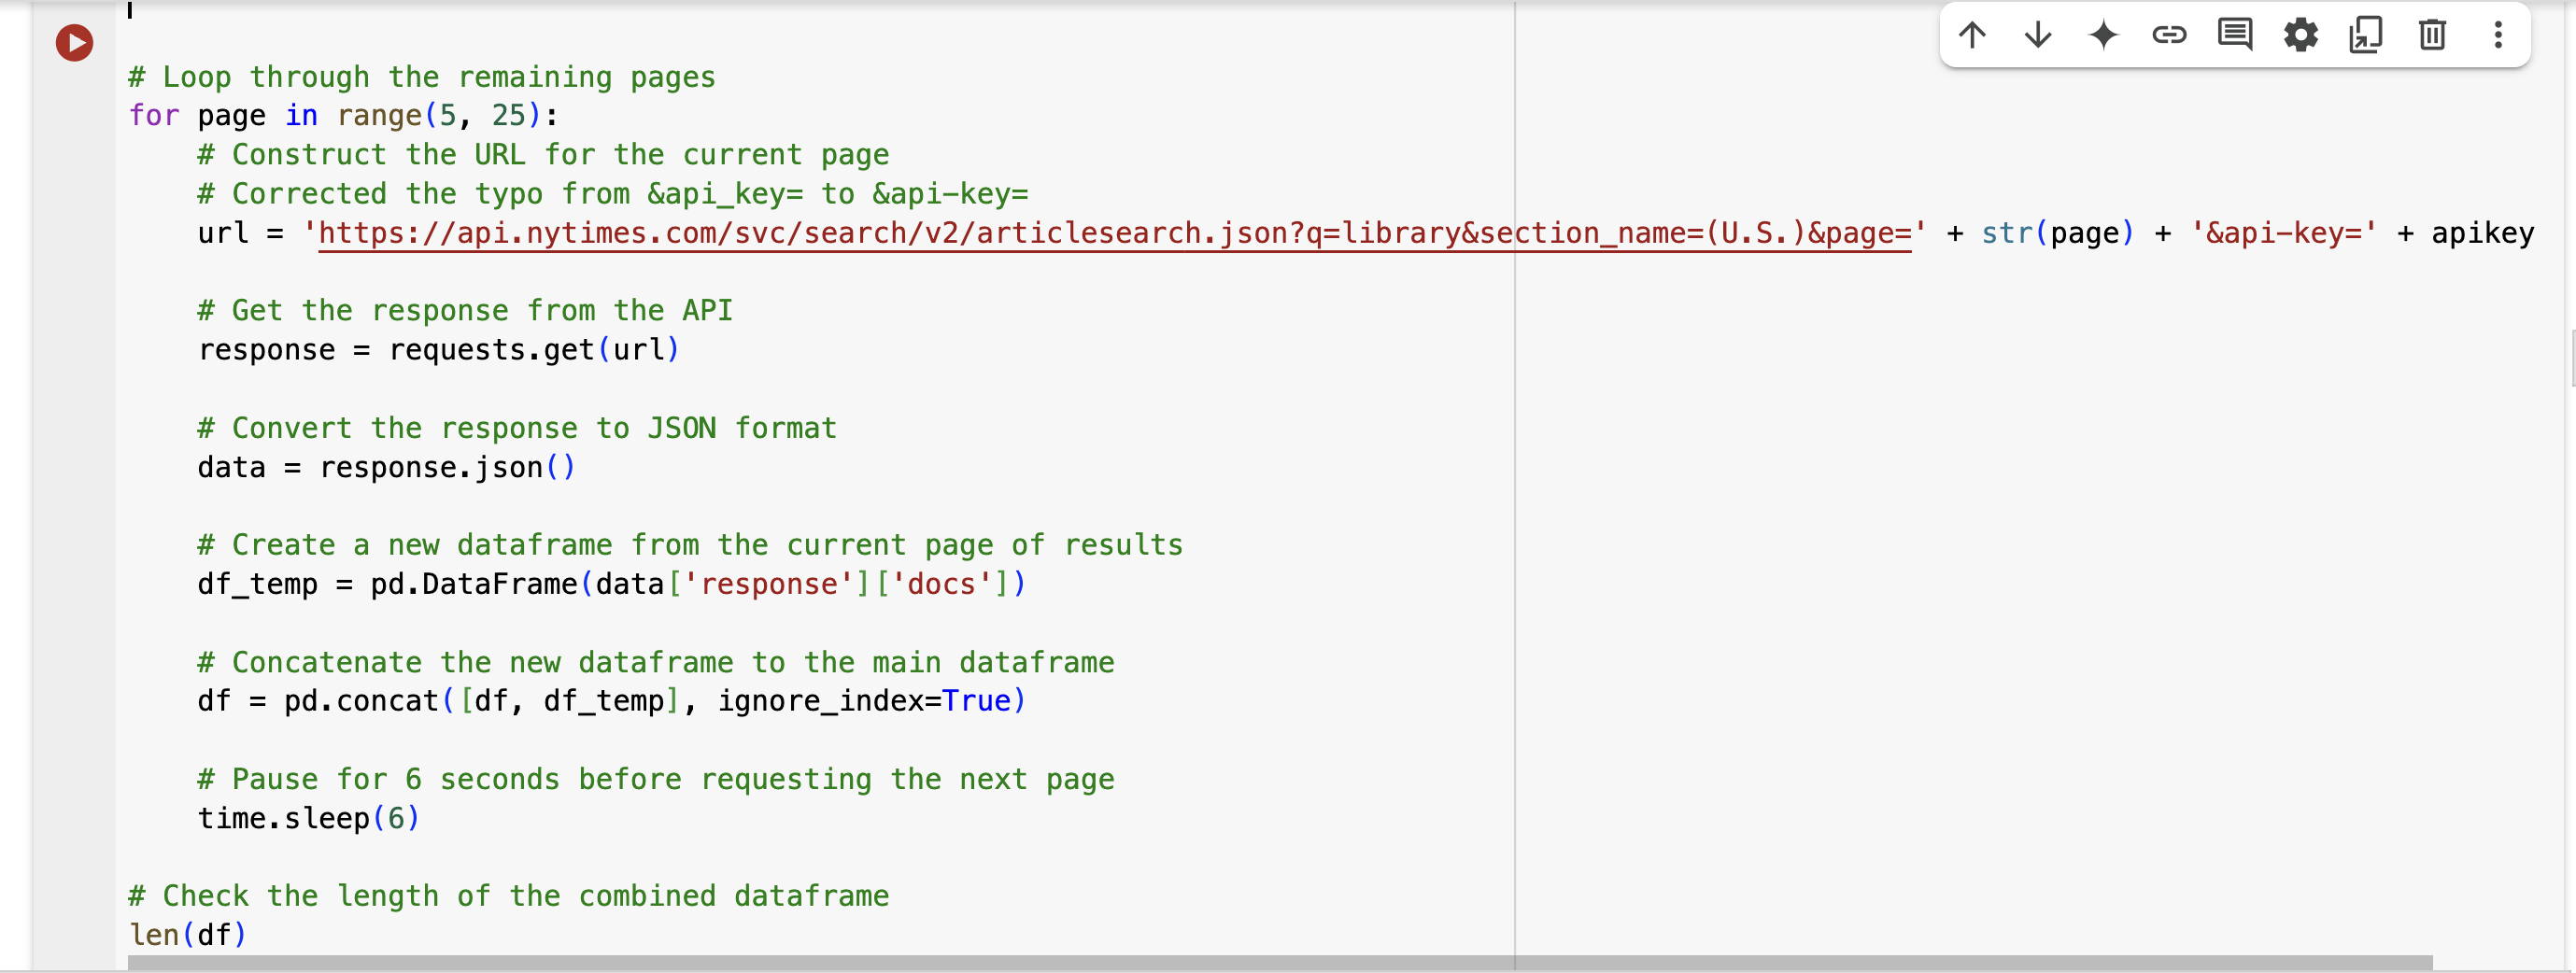 # Loop through the remaining pages
for page in range(5, 25):
    # Construct the URL for the current page
    # Corrected the typo from &api_key= to &api-key=
    url = 'https://api.nytimes.com/svc/search/v2/articlesearch.json?q=library&section_name=(U.S.)&page=' + str(page) + '&api-key=' + apikey
    # Get the response from the API
    response = requests.get(url)
    # Convert the response to JSON format
    data = response.json()
    # Create a new dataframe from the current page of results
    df_temp = pd.DataFrame(data['response']['docs'])
    # Concatenate the new dataframe to the main dataframe
    df = pd.concat([df, df_temp], ignore_index=True)
    # Pause for 6 seconds before requesting the next page
    time.sleep(6)
# Check the length of the combined dataframe
len(df)